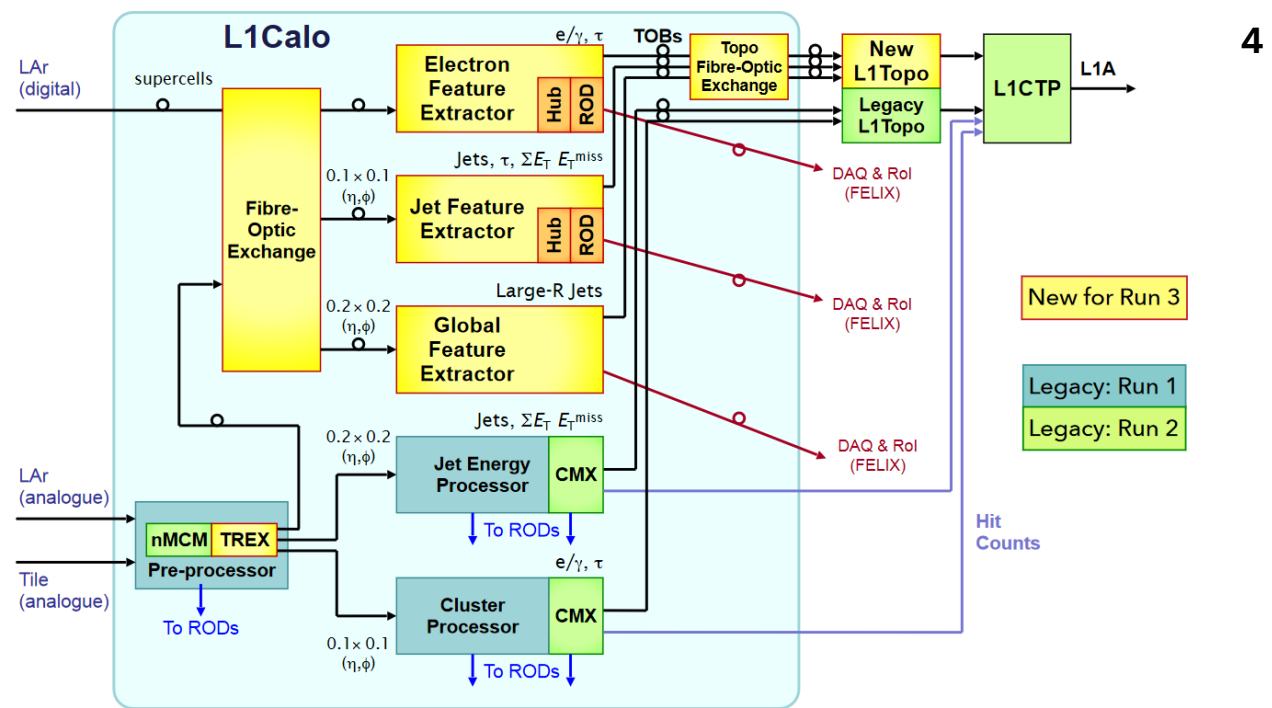 L1Calo
4
LAr
(digital)
supercells
Fibre-
Optic
Exchange
e/γ, τ
Electron
Feature
Extractor
Hub
ROD
TOBs
Topo
Fibre-Optic
Exchange
New
L1Topo
Legacy
L1Topo
L1CTP
L1A
DAQ & RoI
(FELIX)
Jets, τ, ΣET ETmiss
0.1 × 0.1
(η,ϕ)
Jet Feature
Extractor
Hub
ROD
DAQ & RoI
(FELIX)
Large-R Jets
0.2 × 0.2
(η,ϕ)
Global
Feature
Extractor
DAQ & RoI
(FELIX)
New for Run 3
Legacy: Run 1
Legacy: Run 2
Jets, ΣET ETmiss
0.2 × 0.2
(η,ϕ)
Jet Energy
Processor
CMX
To RODs
LAr
(analogue)
nMCM
TREX
Pre-processor
Tile
(analogue)
To RODs
Hit
Counts
e/γ, τ
Cluster
Processor
CMX
0.1 × 0.1
(η,ϕ)
To RODs